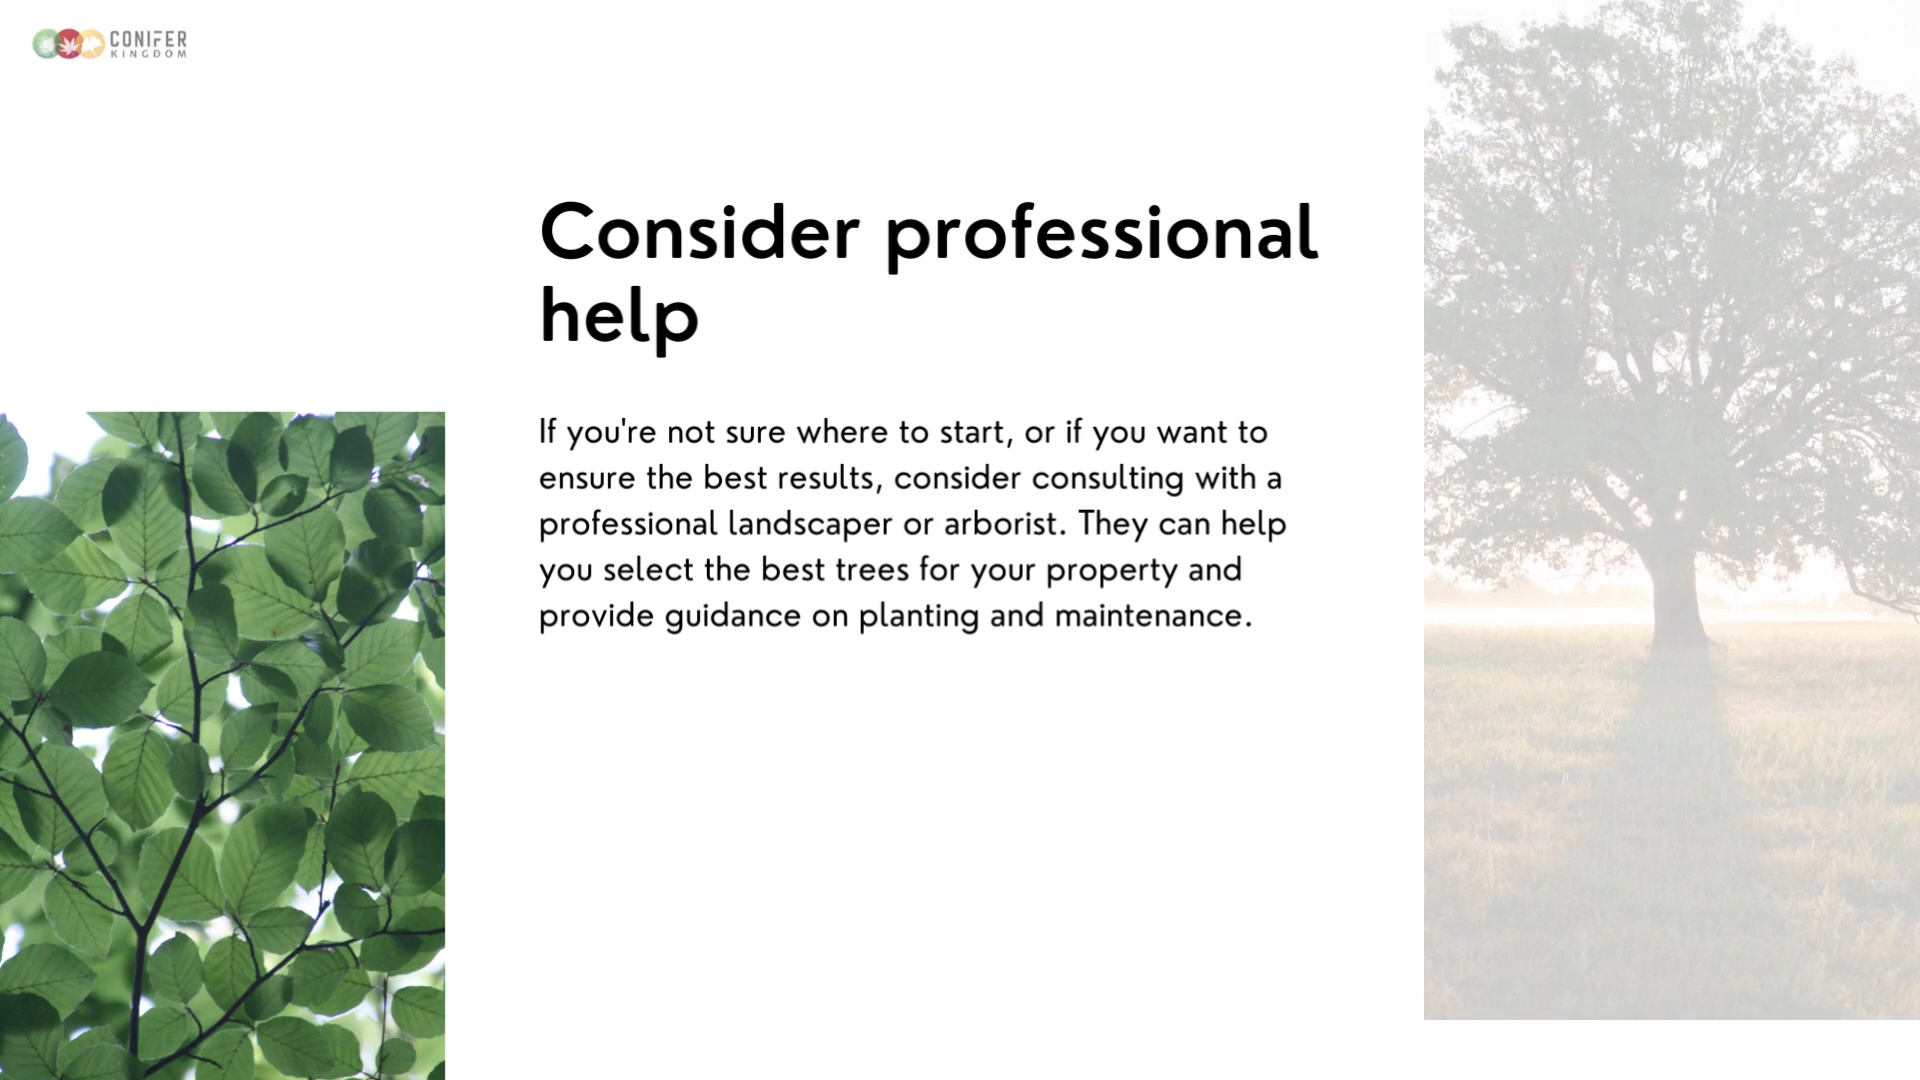 CONIFER
KINGDOM
Consider professional
help
If you're not sure where to start, or if you want to
ensure the best results, consider consulting with a
professional landscaper or arborist. They can help
you select the best trees for your property and
provide guidance on planting and maintenance.